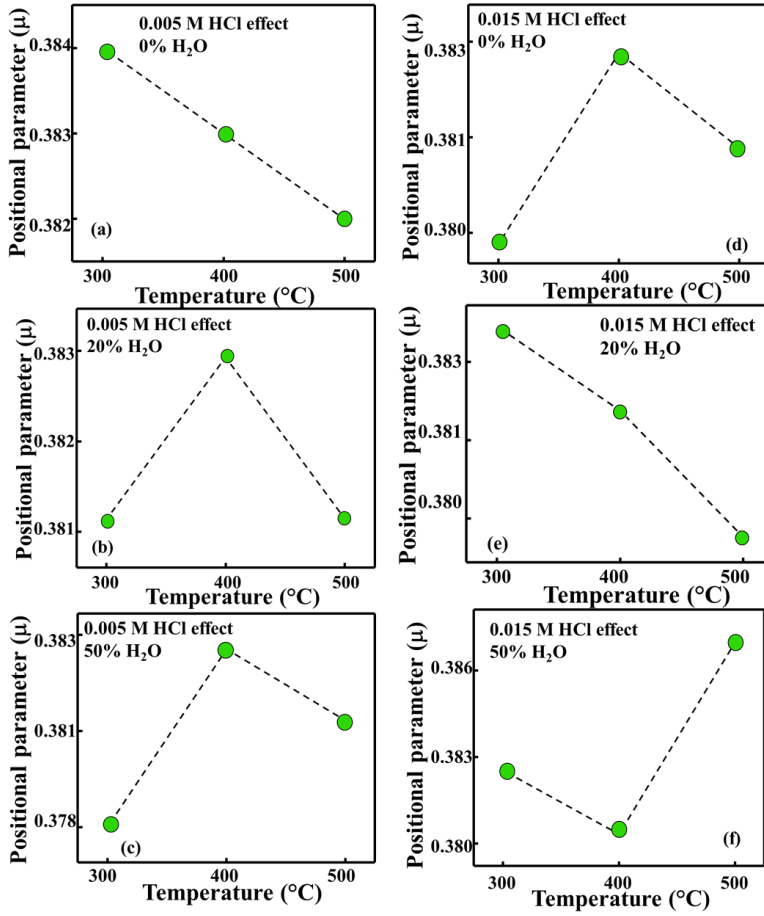 0.005 M HCl effect
0% H₂O
Positional parameter (μ)
0.384
0.383
0.382
(a)
300
400
500
Temperature (°C)
0.015 M HCl effect
0% H₂O
Positional parameter (μ)
0.383
0.381
0.380
(d)
300
400
500
Temperature (°C)
0.005 M HCl effect
20% H₂O
Positional parameter (μ)
0.383
0.382
0.381
(b)
300
400
500
Temperature (°C)
0.015 M HCl effect
20% H₂O
Positional parameter (μ)
0.383
0.381
0.380
(e)
300
400
500
Temperature (°C)
0.005 M HCl effect
50% H₂O
Positional parameter (μ)
0.383
0.381
0.378
(c)
300
400
500
Temperature (°C)
0.015 M HCl effect
50% H₂O
Positional parameter (μ)
0.386
0.383
0.380
(f)
300
400
500
Temperature (°C)